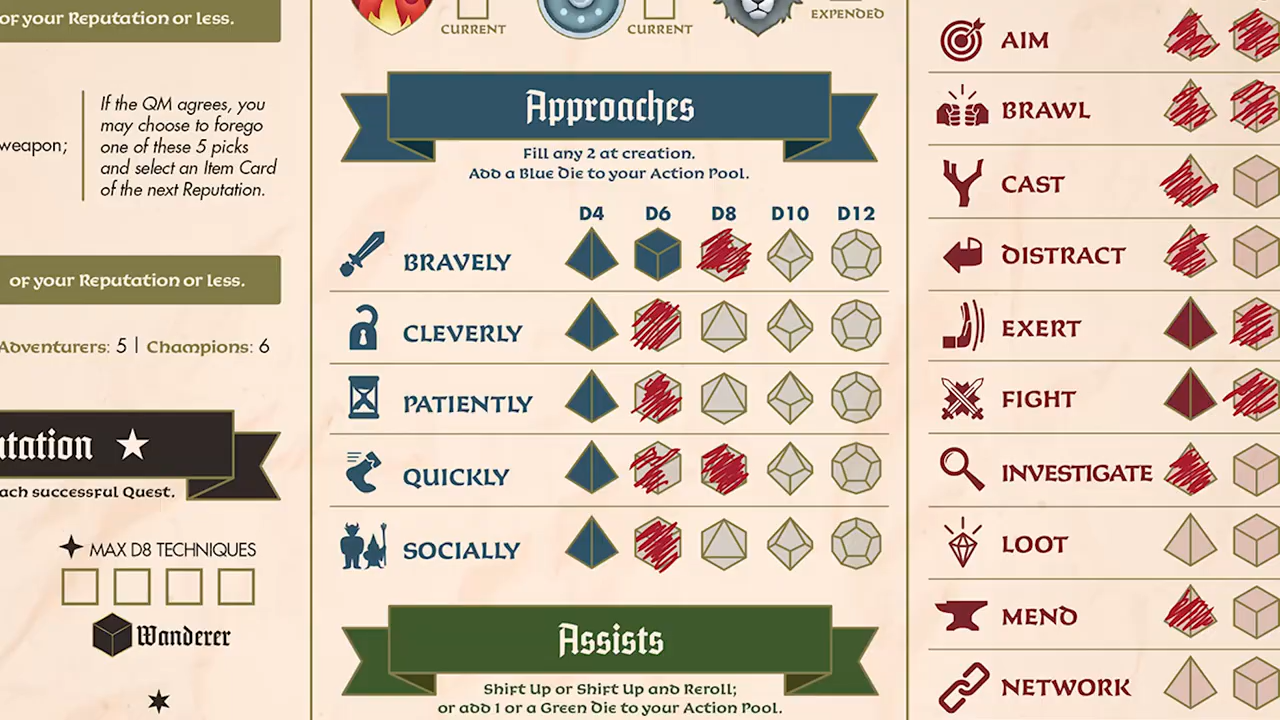 of your Reputation or less.
weapon;
If the QM agrees, you
may choose to forego
one of these 5 picks
and select an Item Card
of the next Reputation.
of your Reputation or less.
Adventurers: 5 | Champions: 6
utation
ach successful Quest.
MAX D8 TECHNIQUES
Wanderer
CURRENT
CURRENT
EXPENDED
Approaches
Fill any 2 at creation.
Add a Blue Die to your Action Pool.
D4 D6 D8 D10 D12
BRAVELY
CLEVERLY
PATIENTLY
QUICKLY
SOCIALLY
Assists
Shift Up or Shift Up and Reroll;
or add 1 or a Green Die to your Action Pool.
AIM
BRAWL
CAST
DISTRACT
EXERT
FIGHT
INVESTIGATE
LOOT
MEND
NETWORK